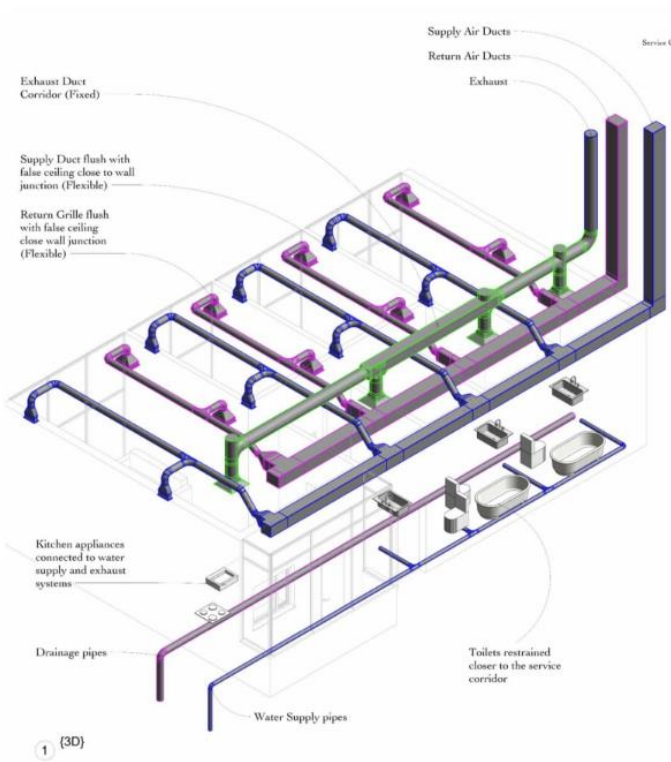 Supply Air Ducts
Service
Return Air Ducts
Exhaust
Exhaust Duct
Corridor (Fixed)
Supply Duct flush with
false ceiling close to wall
junction (Flexible)
Return Grille flush
with false ceiling
close wall junction
(Flexible)
Kitchen appliances
connected to water
supply and exhaust
systems
Drainage pipes
Toilets restrained
closer to the service
corridor
Water Supply pipes
1 {3D}